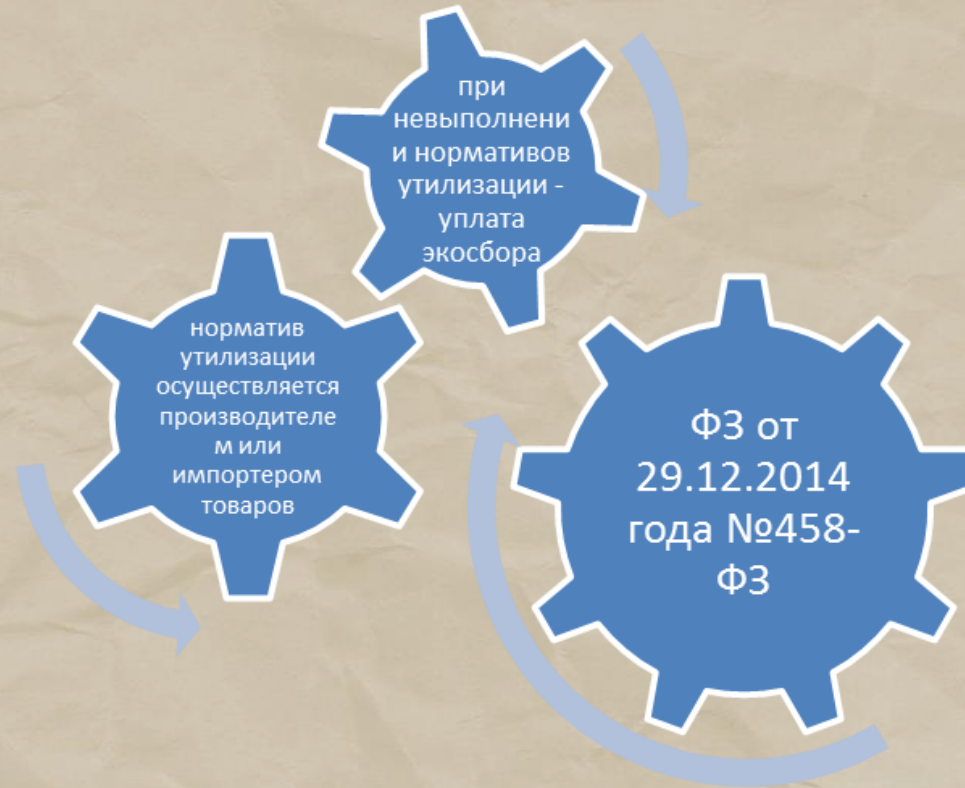 при
невыполнени
и нормативов
утилизации -
уплата
экосбора
норматив
утилизации
осуществляется
производителе
м или
импортером
товаров
ФЗ от
29.12.2014
года №458-
ФЗ